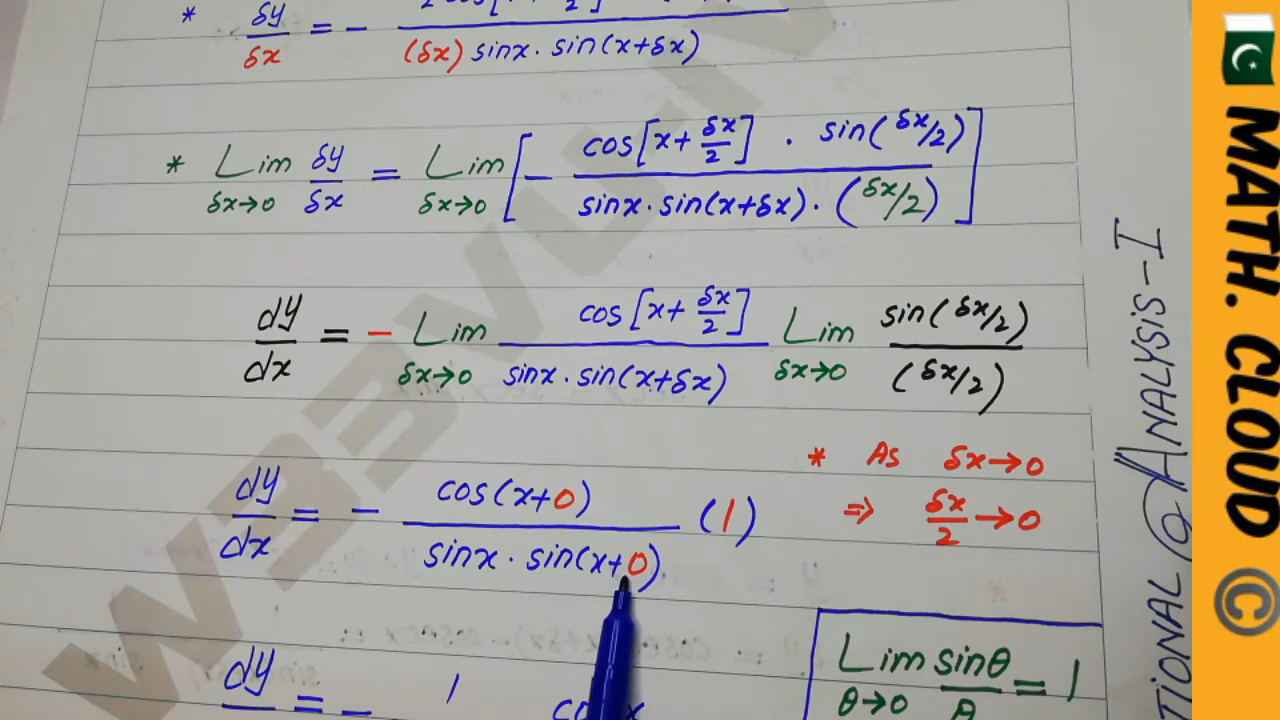 * δy/δx = - / (δx) sinx · sin(x+δx)
* Lim δx→0 δy/δx = Lim δx→0 [ - cos[x+δx/2] · sin(δx/2) / sinx · sin(x+δx) · (δx/2) ]
dy/dx = - Lim δx→0 cos[x+δx/2] / sinx · sin(x+δx) Lim δx→0 sin(δx/2) / (δx/2)
* As δx→0
dy/dx = - cos(x+0) / sinx · sin(x+0) (1)
⇒ δx/2 →0
Lim θ→0 sinθ/θ = 1
dy = - 1
MATH. CLOUD ©
TIONAL @ ANALYSIS-I